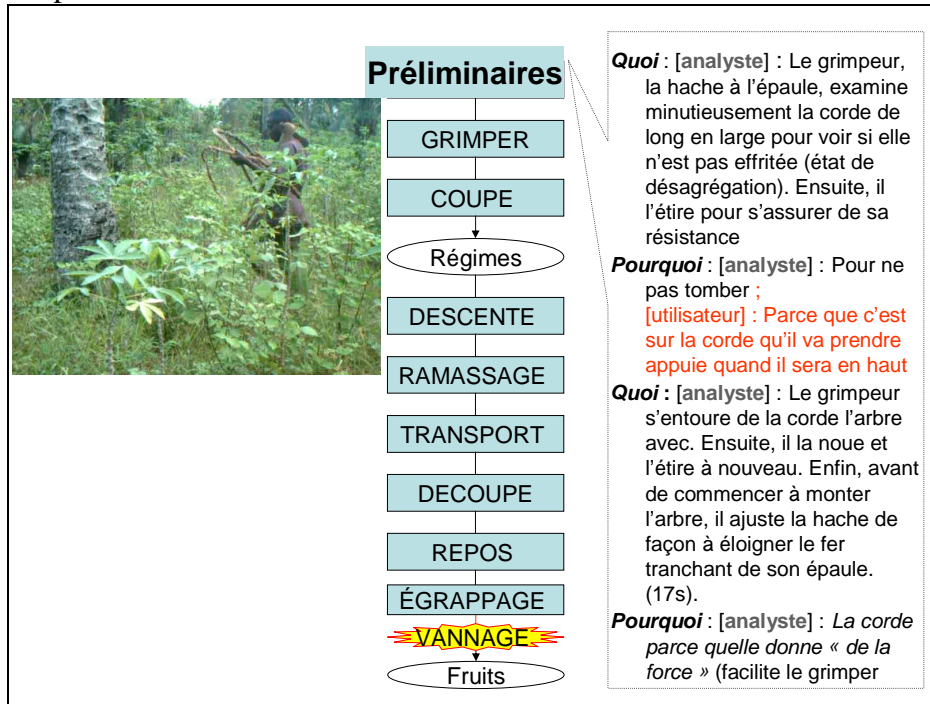 Préliminaires
GRIMPER
COUPE
Régimes
DESCENTE
RAMASSAGE
TRANSPORT
DECOUPE
REPOS
ÉGRAPPAGE
VANNAGE
Fruits
Quoi : [analyste] : Le grimpeur,
la hache à l'épaule, examine
minutieusement la corde de
long en large pour voir si elle
n'est pas effritée (état de
désagrégation). Ensuite, il
l'étire pour s'assurer de sa
résistance
Pourquoi : [analyste] : Pour ne
pas tomber ;
[utilisateur] : Parce que c'est
sur la corde qu'il va prendre
appuie quand il sera en haut
Quoi : [analyste] : Le grimpeur
s'entoure de la corde l'arbre
avec. Ensuite, il la noue et
l'étire à nouveau. Enfin, avant
de commencer à monter
l'arbre, il ajuste la hache de
façon à éloigner le fer
tranchant de son épaule.
(17s).
Pourquoi : [analyste] : La corde
parce quelle donne « de la
force » (facilite le grimper